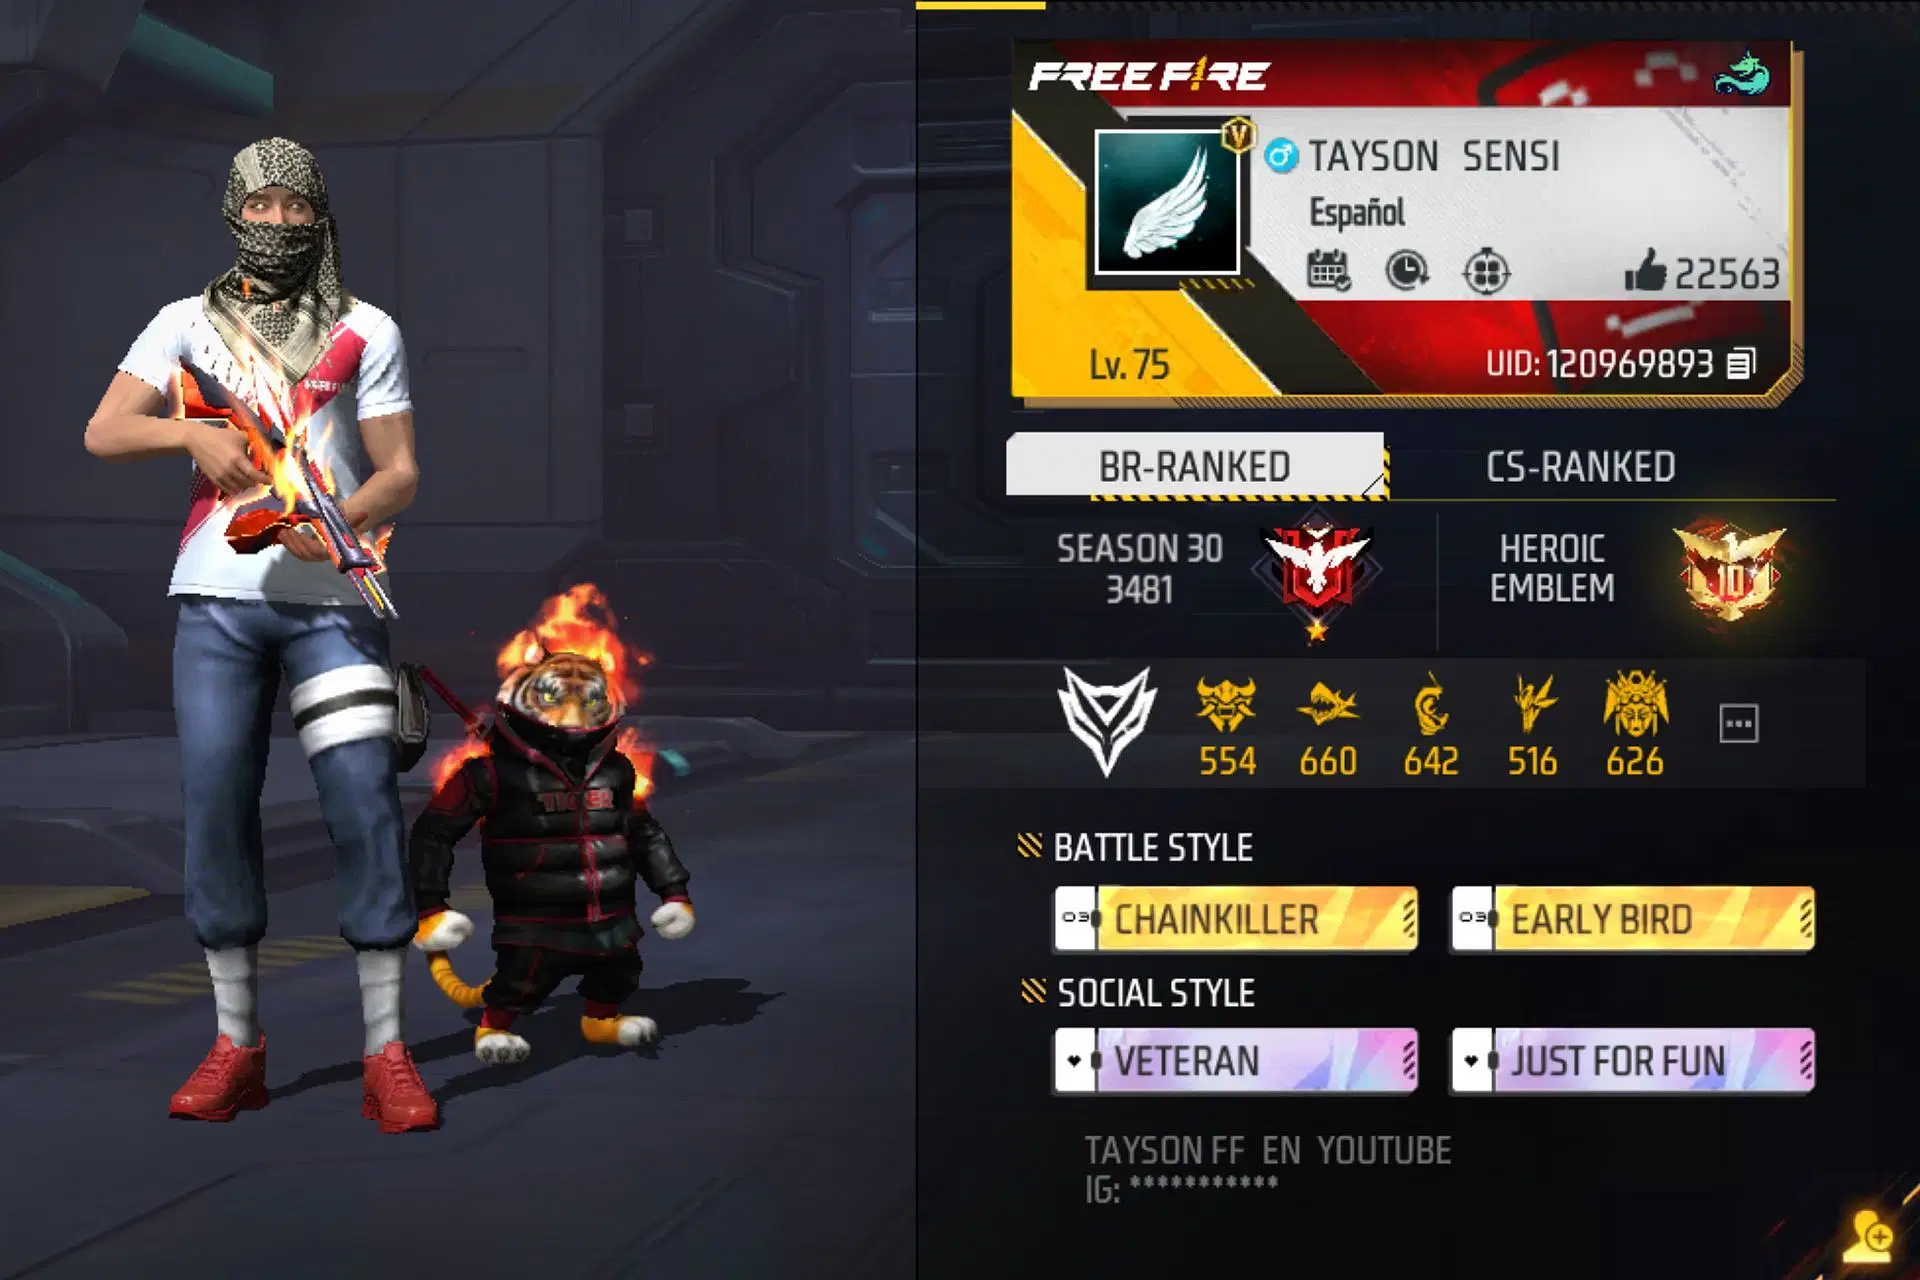 FREE FIRE
V
TAYSON SENSI
Español
22563
Lv. 75
UID: 120969893
BR-RANKED
CS-RANKED
SEASON 30
3481
HEROIC
EMBLEM
10
554
660
642
516
626
TIGER
BATTLE STYLE
CHAINKILLER
EARLY BIRD
SOCIAL STYLE
VETERAN
JUST FOR FUN
TAYSON FF EN YOUTUBE
IG: ***********